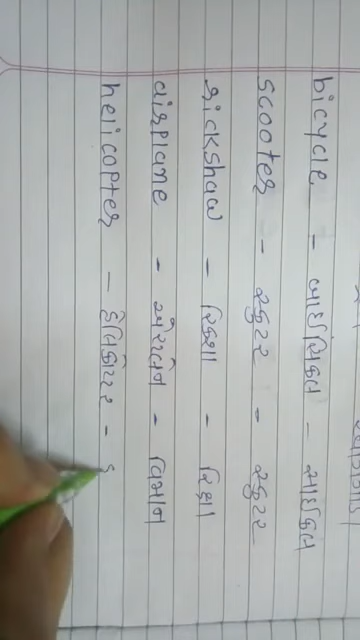 bicycle - બાઈસિકલ - સાઈકલ
scooter - સ્કુટર - સ્કુટર
rickshaw - રિક્શા - રિક્ષા
airplane - એરપ્લેન - વિમાન
helicopter - હેલિકોપ્ટર - હ